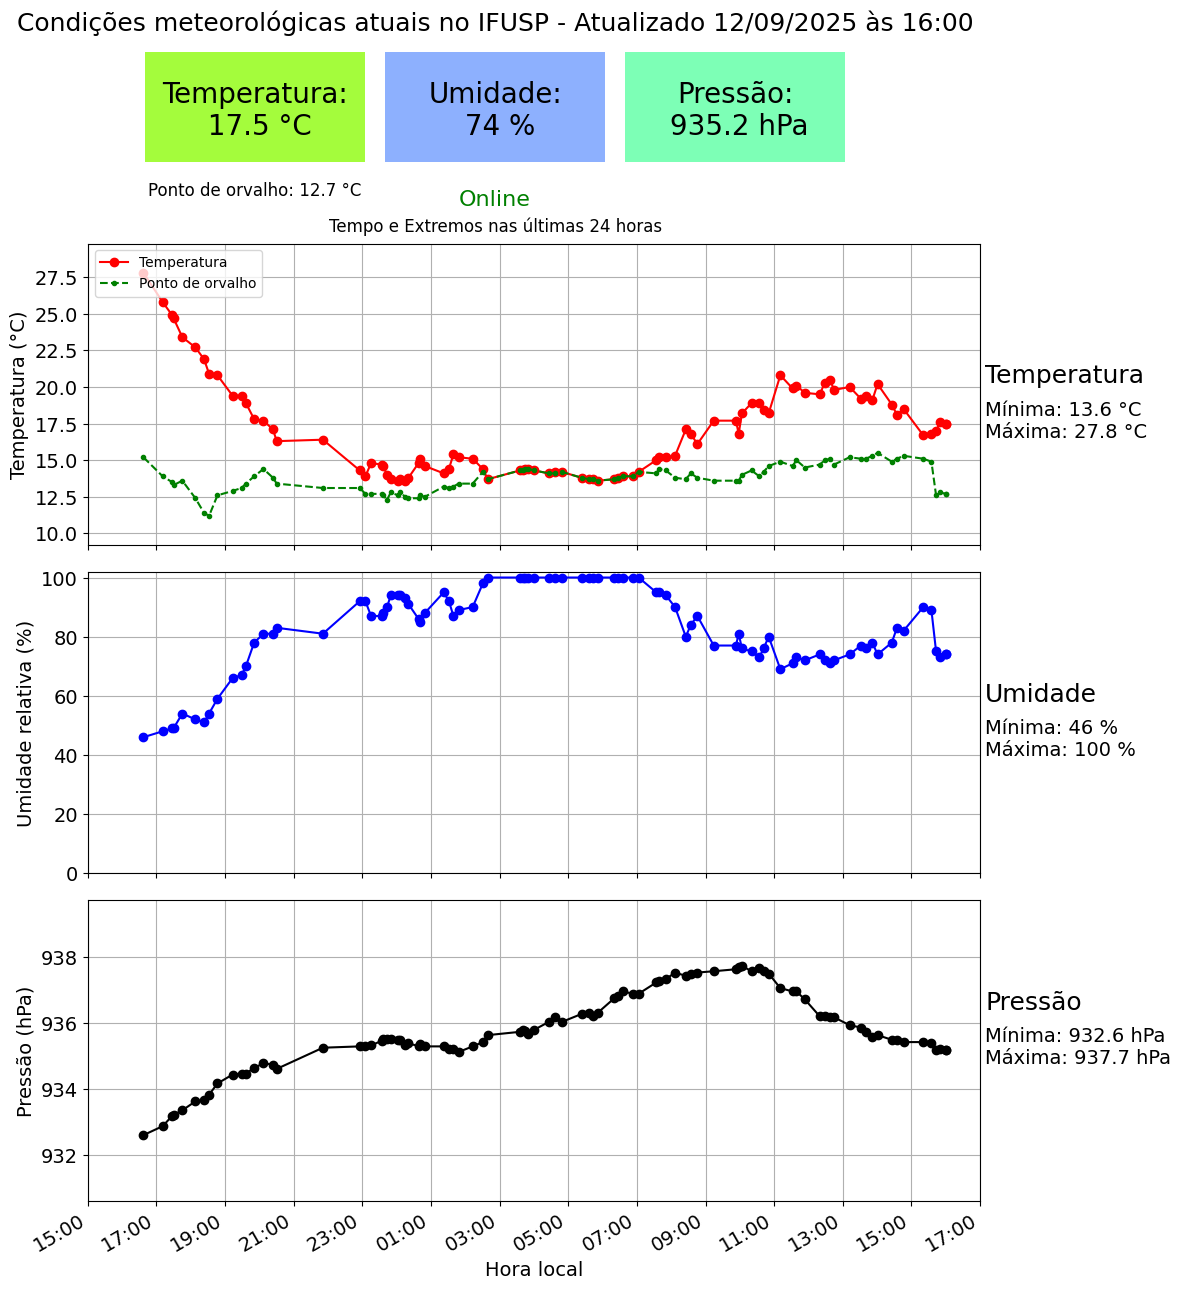 Condições meteorológicas atuais no IFUSP - Atualizado 12/09/2025 às 16:00
Temperatura:
17.5 °C
Umidade:
74 %
Pressão:
935.2 hPa
Ponto de orvalho: 12.7 °C
Online
Tempo e Extremos nas últimas 24 horas
Temperatura
Ponto de orvalho
Temperatura (°C)
27.5
25.0
22.5
20.0
17.5
15.0
12.5
10.0
Temperatura
Mínima: 13.6 °C
Máxima: 27.8 °C
Umidade relativa (%)
100
80
60
40
20
0
Umidade
Mínima: 46 %
Máxima: 100 %
Pressão (hPa)
938
936
934
932
Pressão
Mínima: 932.6 hPa
Máxima: 937.7 hPa
15:00 17:00 19:00 21:00 23:00 01:00 03:00 05:00 07:00 09:00 11:00 13:00 15:00 17:00
Hora local